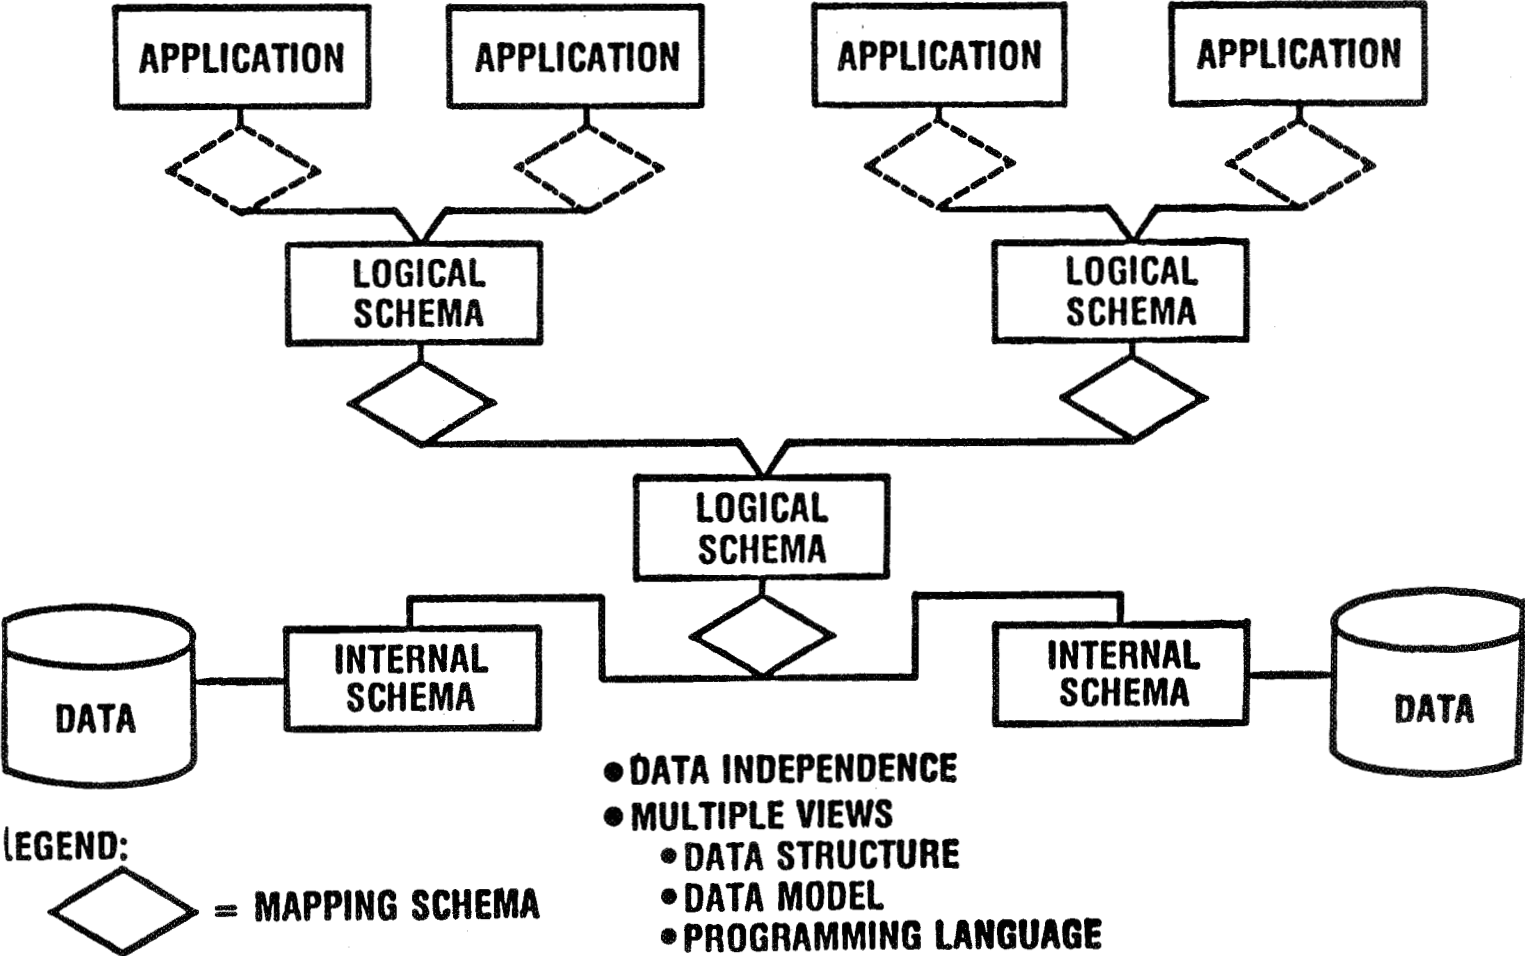 APPLICATION
APPLICATION
APPLICATION
APPLICATION
LOGICAL
SCHEMA
LOGICAL
SCHEMA
LOGICAL
SCHEMA
DATA
INTERNAL
SCHEMA
INTERNAL
SCHEMA
DATA
● DATA INDEPENDENCE
● MULTIPLE VIEWS
● DATA STRUCTURE
● DATA MODEL
● PROGRAMMING LANGUAGE
LEGEND:
= MAPPING SCHEMA